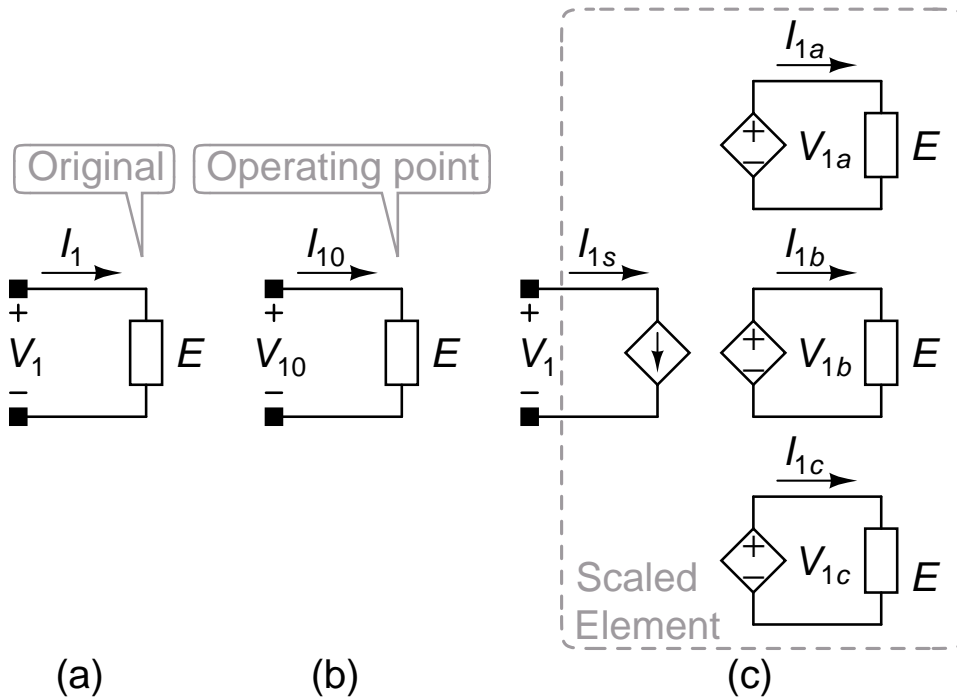 I1a
+
−
V1a
E
Original
Operating point
I1
+
V1
−
E
I10
+
V10
−
E
I1s
+
V1
−
I1b
+
−
V1b
E
I1c
+
−
V1c
E
Scaled
Element
(a)
(b)
(c)